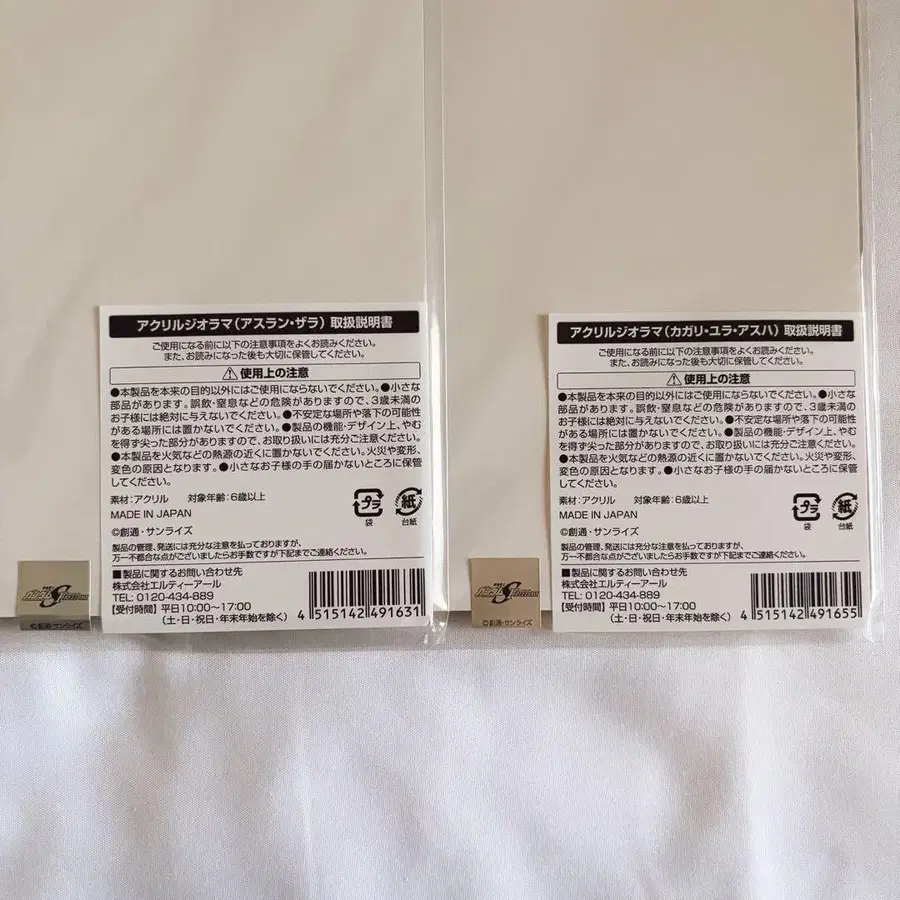 アクリルジオラマ(アスラン・ザラ)取扱説明書
ご使用になる前に以下の注意事項をよくお読みください。
また、お読みになった後も大切に保管してください。
⚠使用上の注意
●本製品を本来の目的以外にはご使用にならないでください。●小さな
部品があります。誤飲・窒息などの危険がありますので、3歳未満の
お子様には絶対に与えないでください。●不安定な場所や落下の可能性
がある場所には置かないでください。●製品の機能・デザイン上、やむ
を得ず尖った部分がありますので、お取り扱いには充分ご注意ください。
●本製品を火気などの熱源の近くに置かないでください。火災や変形、
変色の原因となります。●小さなお子様の手の届かないところに保管
してください。
素材:アクリル 対象年齢:6歳以上
MADE IN JAPAN
プラ
袋
紙
台紙
©創通・サンライズ
製品の管理、発送には充分な注意を払っておりますが、
万一不都合な点がございましたらお手数ですが下記までご連絡ください。
■製品に関するお問い合わせ先
株式会社エルティーアール
TEL: 0120-434-889
【受付時間】平日10:00〜17:00
(土・日・祝日・年末年始を除く)
4 515142 491631
©創通・サンライズ
アクリルジオラマ(カガリ・ユラ・アスハ)取扱説明書
ご使用になる前に以下の注意事項をよくお読みください。
また、お読みになった後も大切に保管してください。
⚠使用上の注意
●本製品を本来の目的以外にはご使用にならないでください。●小さな
部品があります。誤飲・窒息などの危険がありますので、3歳未満の
お子様には絶対に与えないでください。●不安定な場所や落下の可能性
がある場所には置かないでください。●製品の機能・デザイン上、やむ
を得ず尖った部分がありますので、お取り扱いには充分ご注意ください。
●本製品を火気などの熱源の近くに置かないでください。火災や変形、
変色の原因となります。●小さなお子様の手の届かないところに保管
してください。
素材:アクリル 対象年齢:6歳以上
MADE IN JAPAN
プラ
袋
紙
台紙
©創通・サンライズ
製品の管理、発送には充分な注意を払っておりますが、
万一不都合な点がございましたらお手数ですが下記までご連絡ください。
■製品に関するお問い合わせ先
株式会社エルティーアール
TEL: 0120-434-889
【受付時間】平日10:00〜17:00
(土・日・祝日・年末年始を除く)
4 515142 491655
©創通・サンライズ